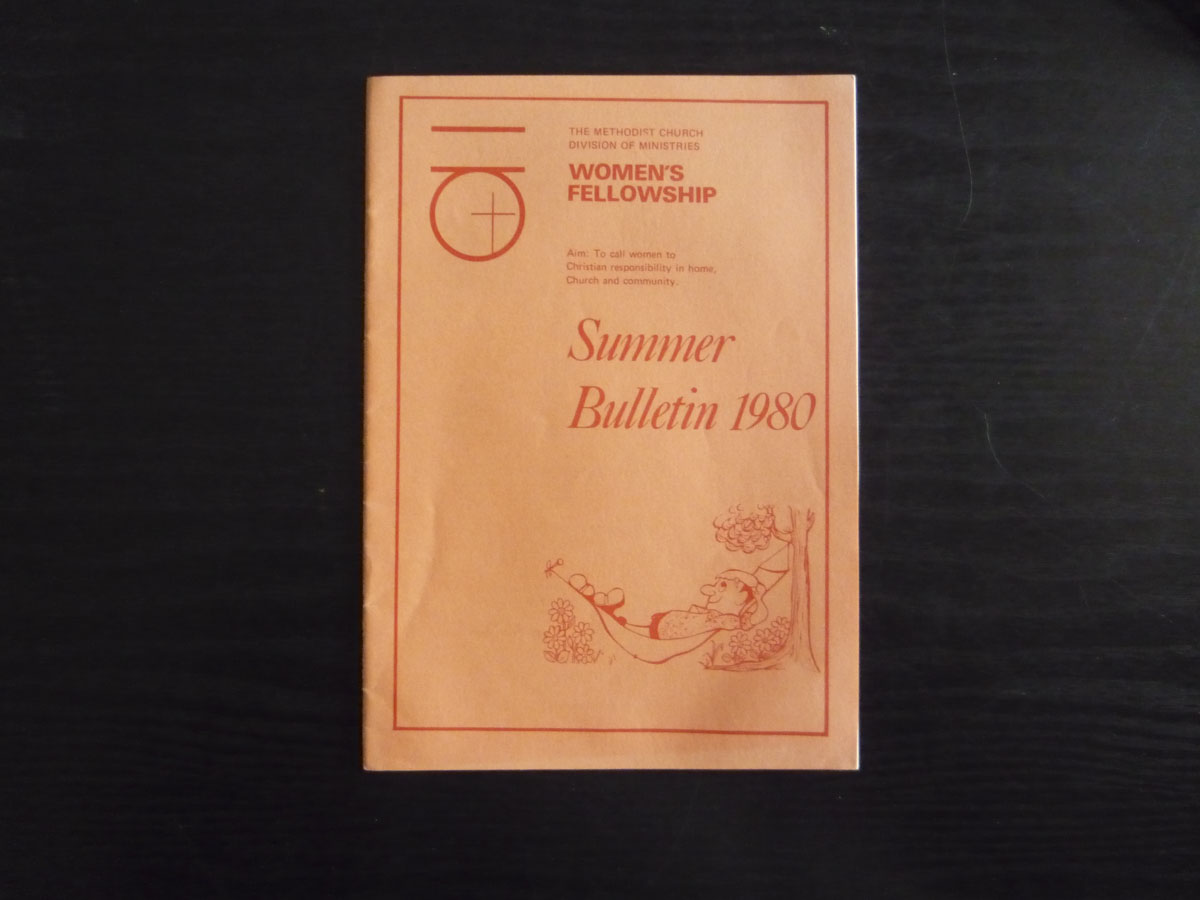 THE METHODIST CHURCH
DIVISION OF MINISTRIES
WOMEN'S
FELLOWSHIP
Aim: To call women to
Christian responsibility in home,
Church and community.
Summer
Bulletin 1980